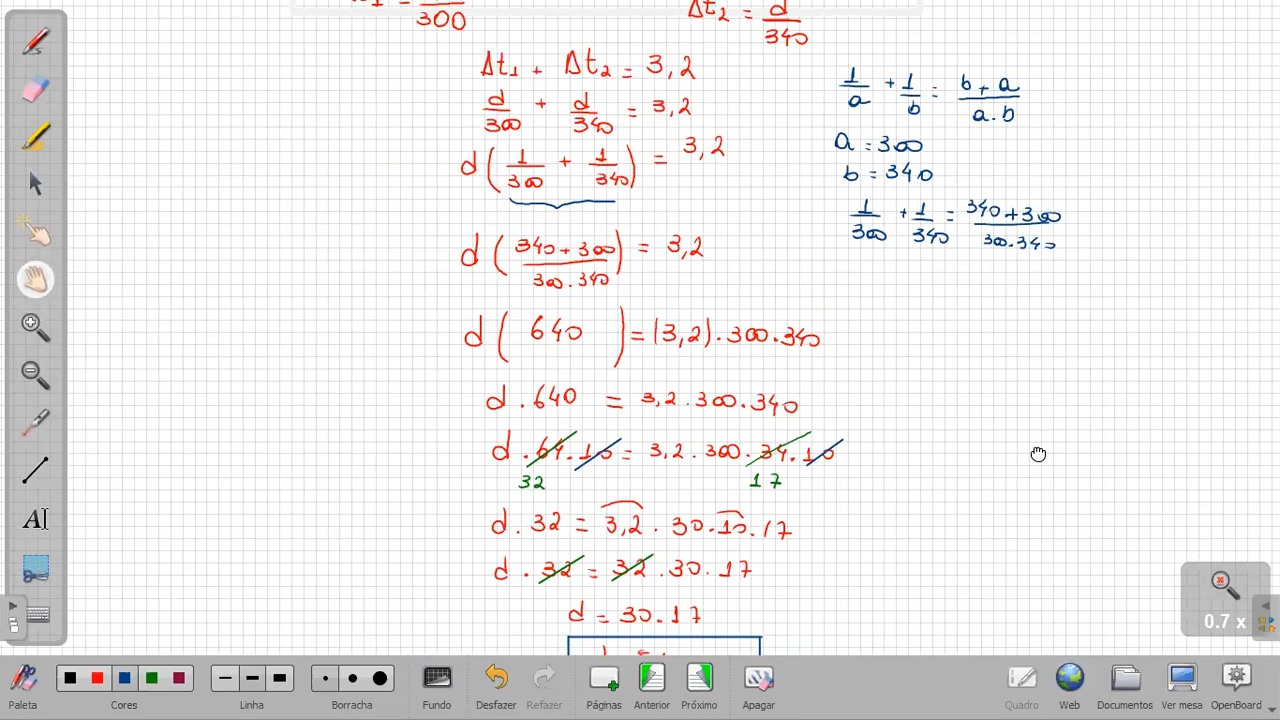 300
Δt₂ = d/340
Δt₁ + Δt₂ = 3,2
d/300 + d/340 = 3,2
d ( 1/300 + 1/340 ) = 3,2
d ( 340 + 300 / 300 . 340 ) = 3,2
d ( 640 ) = (3,2) . 300 . 340
d . 640 = 3,2 . 300 . 340
d . 64 . 10 = 3,2 . 300 . 34 . 10
32 17
d . 32 = 3,2 . 30 . 10 . 17
d . 32 = 32 . 30 . 17
d = 30 . 17
1/a + 1/b = b + a / a . b
a = 300
b = 340
1/300 + 1/340 = 340 + 300 / 300 . 340
A
0.7 x
Paleta Cores Linha Borracha Fundo Desfazer Refazer Páginas Anterior Próximo Apagar Quadro Web Documentos Ver mesa OpenBoard